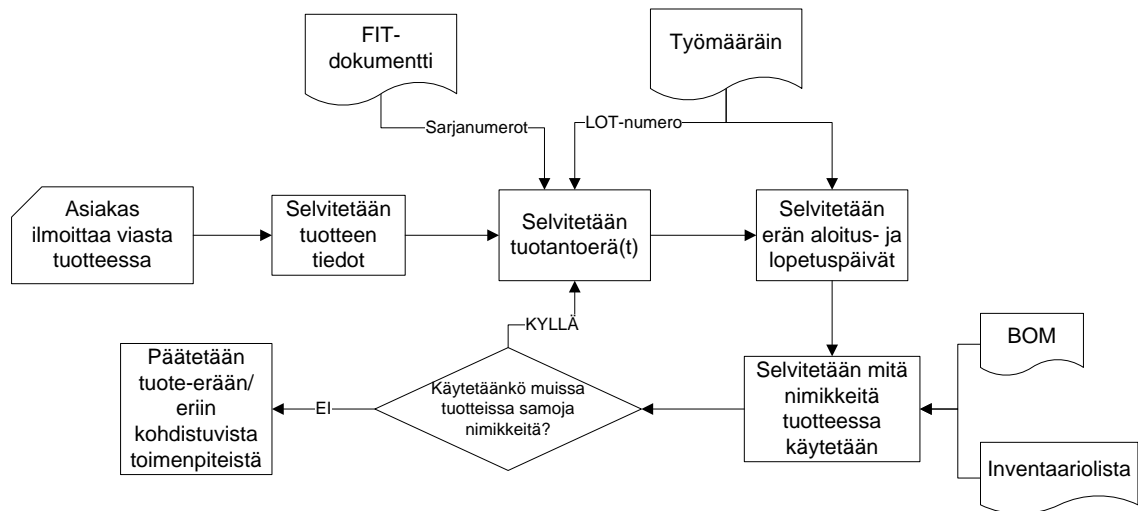 FIT-
dokumentti
Työmääräin
Sarjanumerot
LOT-numero
Asiakas
ilmoittaa viasta
tuotteessa
Selvitetään
tuotteen
tiedot
Selvitetään
tuotantoerä(t)
Selvitetään
erän aloitus- ja
lopetuspäivät
KYLLÄ
Päätetään
tuote-erään/
eriin
kohdistuvista
toimenpiteistä
EI
Käytetäänkö muissa
tuotteissa samoja
nimikkeitä?
Selvitetään mitä
nimikkeitä
tuotteessa
käytetään
BOM
Inventaariolista